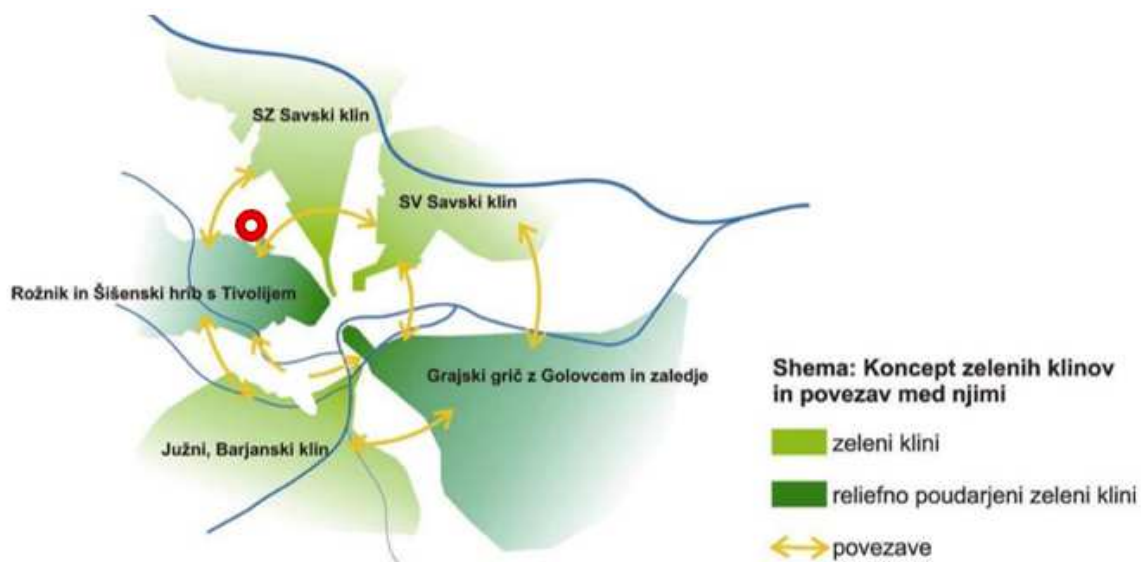 SZ Savski klin
SV Savski klin
Rožnik in Šišenski hrib s Tivolijem
Grajski grič z Golovcem in zaledje
Južni, Barjanski klin
Shema: Koncept zelenih klinov
in povezav med njimi
zeleni klini
reliefno poudarjeni zeleni klini
povezave